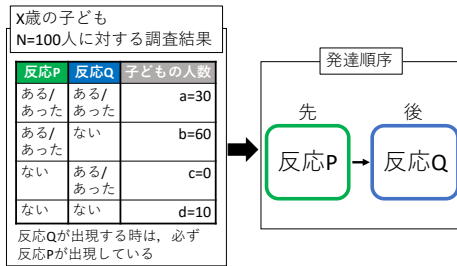 X歳の子ども
N=100人に対する調査結果
反応P 反応Q 子どもの人数
ある/あった ある/あった a=30
ある/あった ない b=60
ない ある/あった c=0
ない ない d=10
反応Qが出現する時は，必ず
反応Pが出現している
発達順序
先 後
反応P 反応Q